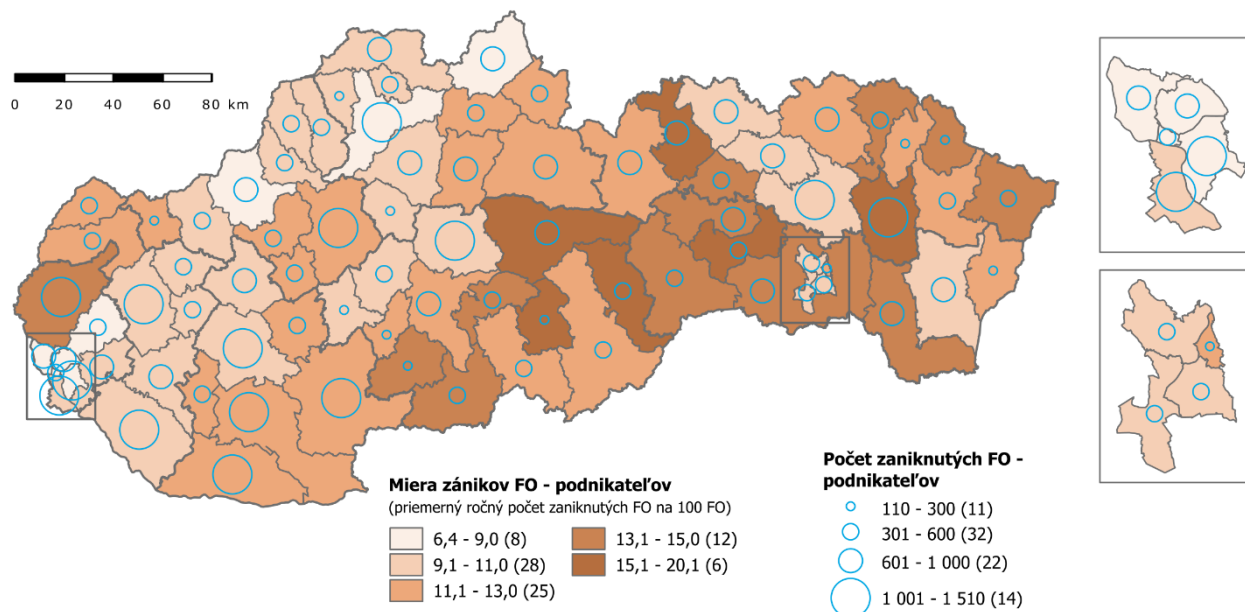 0 20 40 60 80 km
Miera zánikov FO - podnikateľov
(priemerný ročný počet zaniknutých FO na 100 FO)
6,4 - 9,0 (8)
9,1 - 11,0 (28)
11,1 - 13,0 (25)
13,1 - 15,0 (12)
15,1 - 20,1 (6)
Počet zaniknutých FO -
podnikateľov
110 - 300 (11)
301 - 600 (32)
601 - 1 000 (22)
1 001 - 1 510 (14)